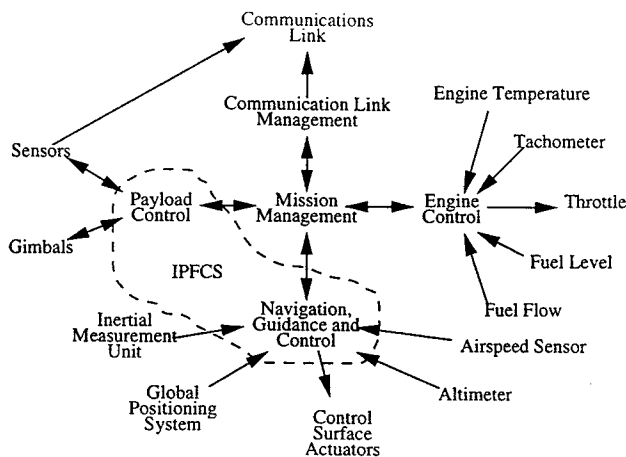 Communications
Link
Communication Link
Management
Engine Temperature
Tachometer
Sensors
Payload
Control
Mission
Management
Engine
Control
Throttle
Gimbals
IPFCS
Fuel Level
Fuel Flow
Navigation,
Guidance and
Control
Inertial
Measurement
Unit
Airspeed Sensor
Global
Positioning
System
Altimeter
Control
Surface
Actuators